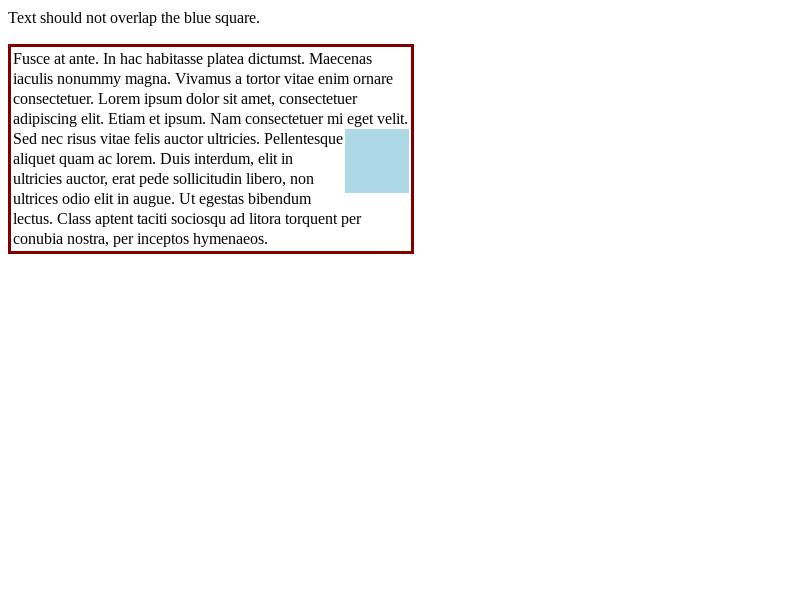 Text should not overlap the blue square.
Fusce at ante. In hac habitasse platea dictumst. Maecenas
iaculis nonummy magna. Vivamus a tortor vitae enim ornare
consectetuer. Lorem ipsum dolor sit amet, consectetuer
adipiscing elit. Etiam et ipsum. Nam consectetuer mi eget velit.
Sed nec risus vitae felis auctor ultricies. Pellentesque
aliquet quam ac lorem. Duis interdum, elit in
ultricies auctor, erat pede sollicitudin libero, non
ultrices odio elit in augue. Ut egestas bibendum
lectus. Class aptent taciti sociosqu ad litora torquent per
conubia nostra, per inceptos hymenaeos.